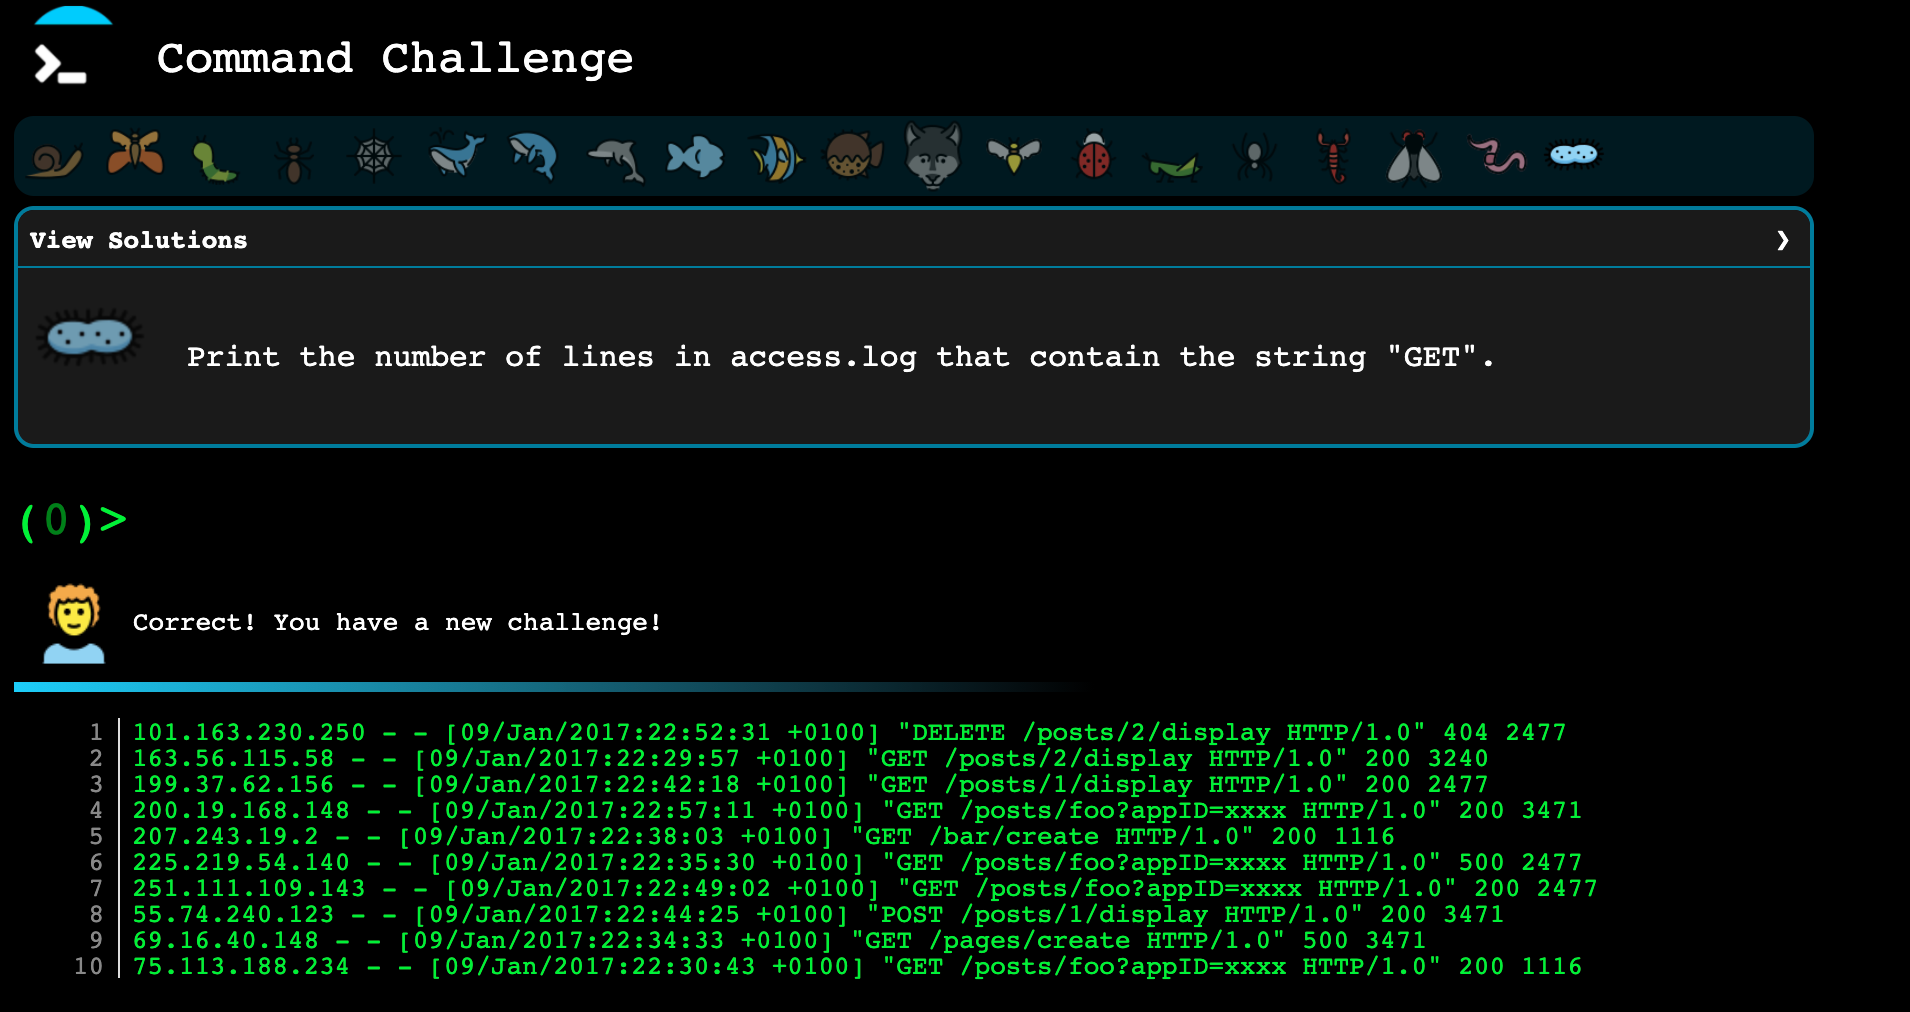 Command Challenge
View Solutions ❯
Print the number of lines in access.log that contain the string "GET".
(0)>
Correct! You have a new challenge!
1 101.163.230.250 - - [09/Jan/2017:22:52:31 +0100] "DELETE /posts/2/display HTTP/1.0" 404 2477
2 163.56.115.58 - - [09/Jan/2017:22:29:57 +0100] "GET /posts/2/display HTTP/1.0" 200 3240
3 199.37.62.156 - - [09/Jan/2017:22:42:18 +0100] "GET /posts/1/display HTTP/1.0" 200 2477
4 200.19.168.148 - - [09/Jan/2017:22:57:11 +0100] "GET /posts/foo?appID=xxxx HTTP/1.0" 200 3471
5 207.243.19.2 - - [09/Jan/2017:22:38:03 +0100] "GET /bar/create HTTP/1.0" 200 1116
6 225.219.54.140 - - [09/Jan/2017:22:35:30 +0100] "GET /posts/foo?appID=xxxx HTTP/1.0" 500 2477
7 251.111.109.143 - - [09/Jan/2017:22:49:02 +0100] "GET /posts/foo?appID=xxxx HTTP/1.0" 200 2477
8 55.74.240.123 - - [09/Jan/2017:22:44:25 +0100] "POST /posts/1/display HTTP/1.0" 200 3471
9 69.16.40.148 - - [09/Jan/2017:22:34:33 +0100] "GET /pages/create HTTP/1.0" 500 3471
10 75.113.188.234 - - [09/Jan/2017:22:30:43 +0100] "GET /posts/foo?appID=xxxx HTTP/1.0" 200 1116